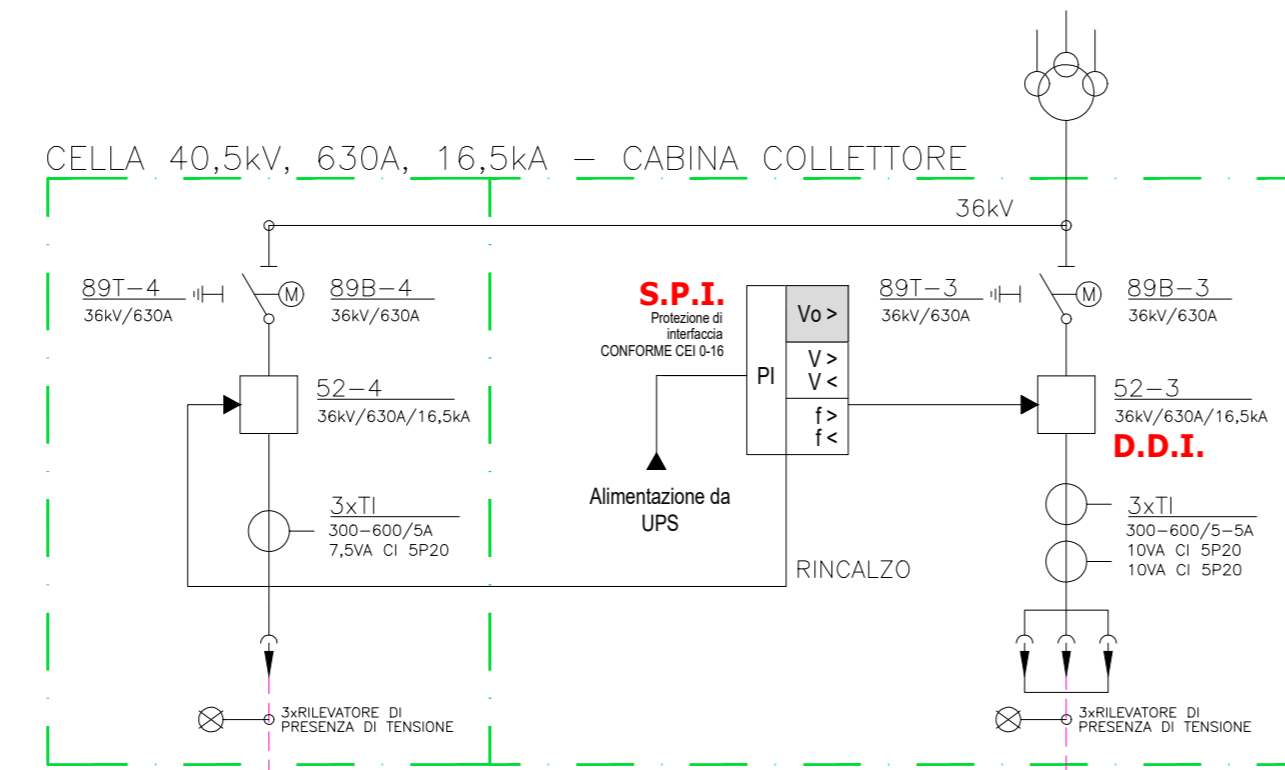 CELLA 40,5kV, 630A, 16,5kA – CABINA COLLETTORE
36kV
89T-4
36kV/630A
M
89B-4
36kV/630A
S.P.I.
Protezione di
interfaccia
CONFORME CEI 0-16
PI
Vo >
V >
V <
f >
f <
89T-3
36kV/630A
M
89B-3
36kV/630A
52-4
36kV/630A/16,5kA
52-3
36kV/630A/16,5kA
D.D.I.
Alimentazione da
UPS
3xTI
300-600/5A
7,5VA CI 5P20
3xTI
300-600/5-5A
10VA CI 5P20
10VA CI 5P20
RINCALZO
3xRILEVATORE DI
PRESENZA DI TENSIONE
3xRILEVATORE DI
PRESENZA DI TENSIONE